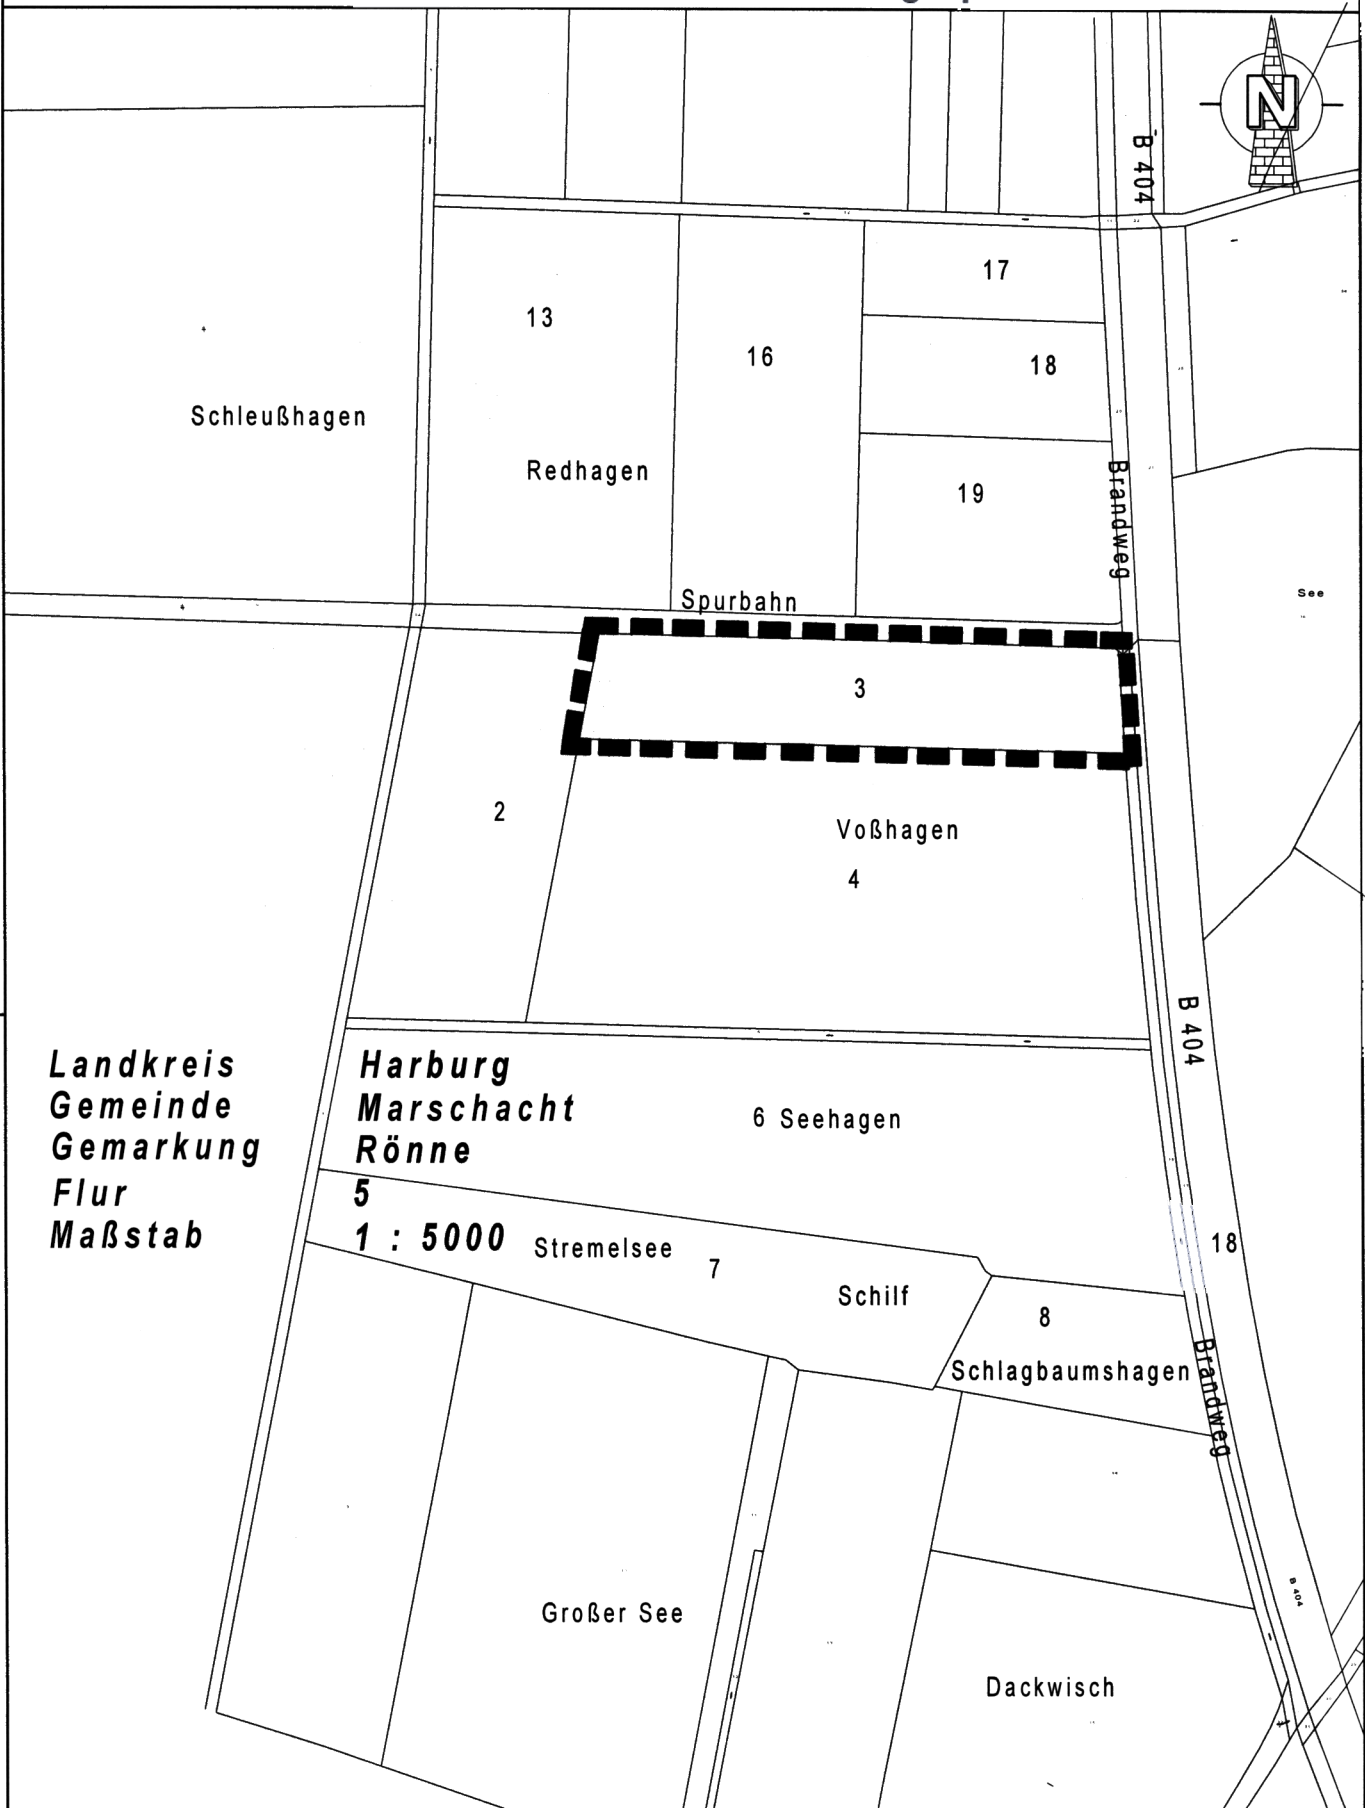 N
B 404
17
13
16
18
Schleußhagen
Redhagen
19
Brandweg
See
Spurbahn
3
2
Voßhagen
4
B 404
Landkreis Harburg
Gemeinde Marschacht
Gemarkung Rönne
Flur 5
Maßstab 1 : 5000
6 Seehagen
18
Stremelsee
7
Schilf
8
Schlagbaumshagen
Brandweg
B 404
Großer See
Dackwisch